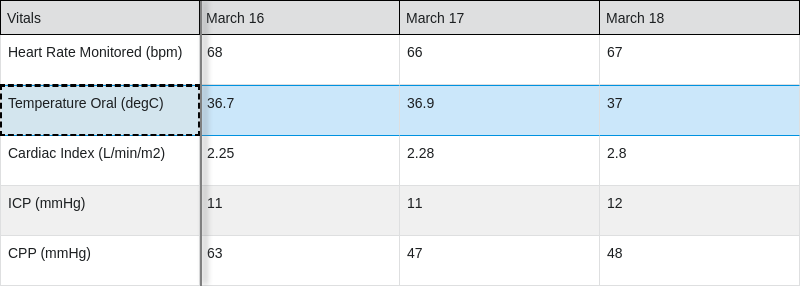 Vitals March 16 March 17 March 18
Heart Rate Monitored (bpm) 68 66 67
Temperature Oral (degC) 36.7 36.9 37
Cardiac Index (L/min/m2) 2.25 2.28 2.8
ICP (mmHg) 11 11 12
CPP (mmHg) 63 47 48